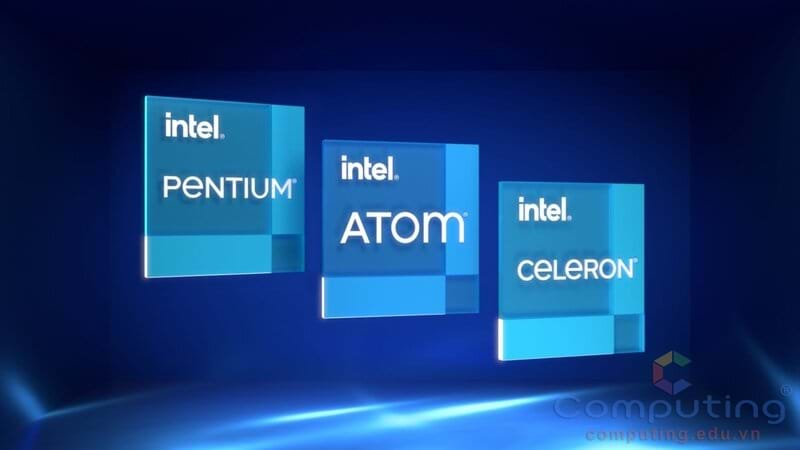 intel®
PENTIUM®
intel®
ATOM®
intel®
CELERON®
Computing®
computing.edu.vn